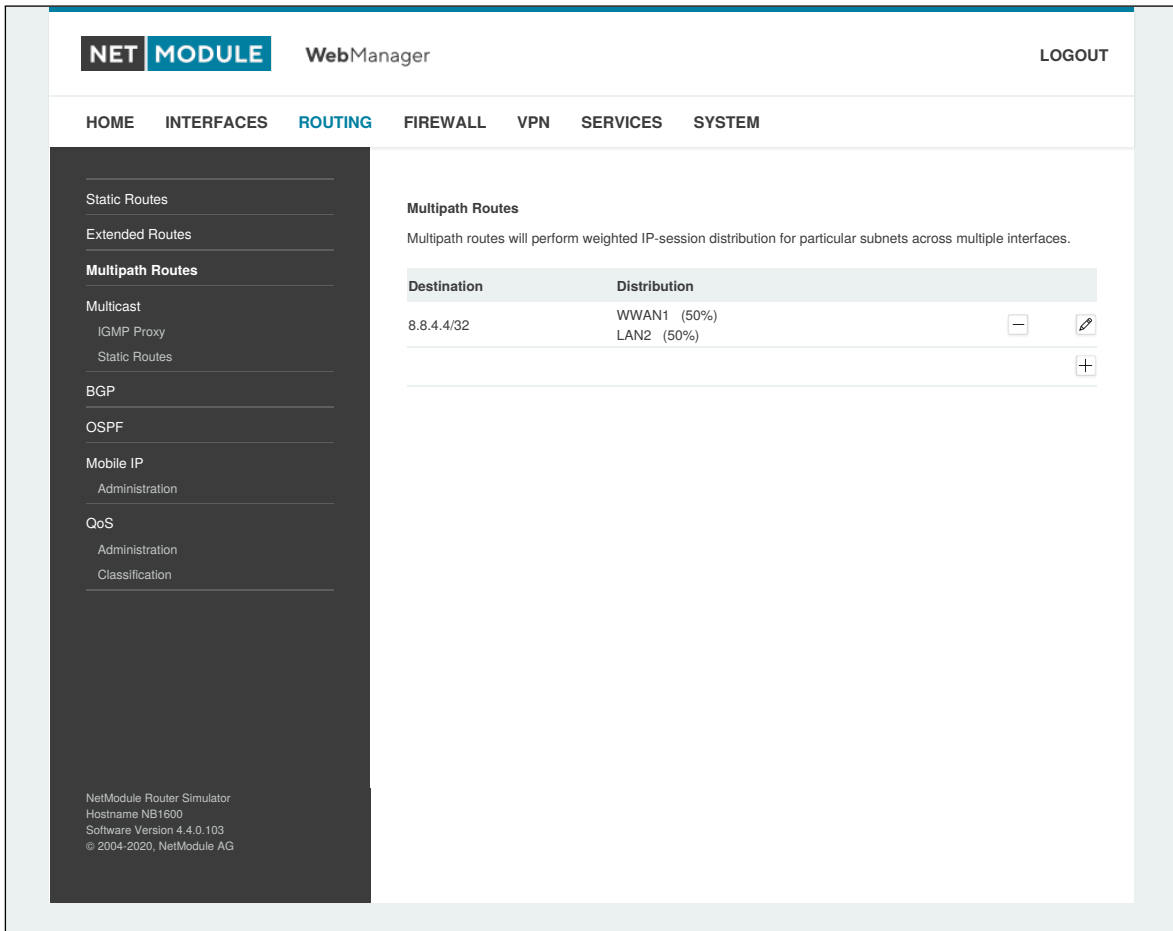 NET MODULE WebManager LOGOUT
HOME INTERFACES ROUTING FIREWALL VPN SERVICES SYSTEM
Static Routes
Extended Routes
Multipath Routes
Multicast
IGMP Proxy
Static Routes
BGP
OSPF
Mobile IP
Administration
QoS
Administration
Classification
NetModule Router Simulator
Hostname NB1600
Software Version 4.4.0.103
© 2004-2020, NetModule AG
Multipath Routes
Multipath routes will perform weighted IP-session distribution for particular subnets across multiple interfaces.
Destination Distribution
8.8.4.4/32 WWAN1 (50%)
LAN2 (50%)